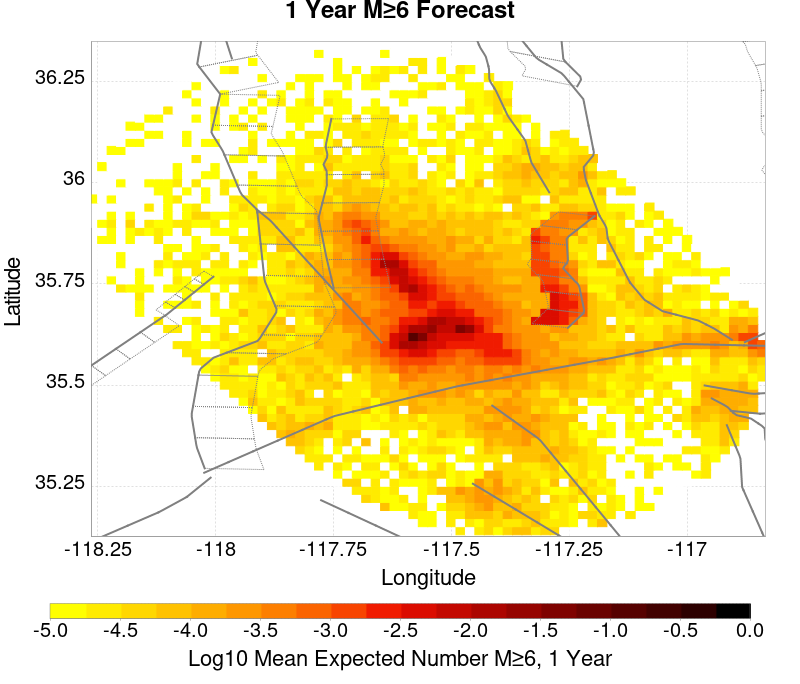 1 Year M≥6 Forecast
36.25
36
35.75
35.5
35.25
Latitude
-118.25 -118 -117.75 -117.5 -117.25 -117
Longitude
-5.0 -4.5 -4.0 -3.5 -3.0 -2.5 -2.0 -1.5 -1.0 -0.5 0.0
Log10 Mean Expected Number M≥6, 1 Year